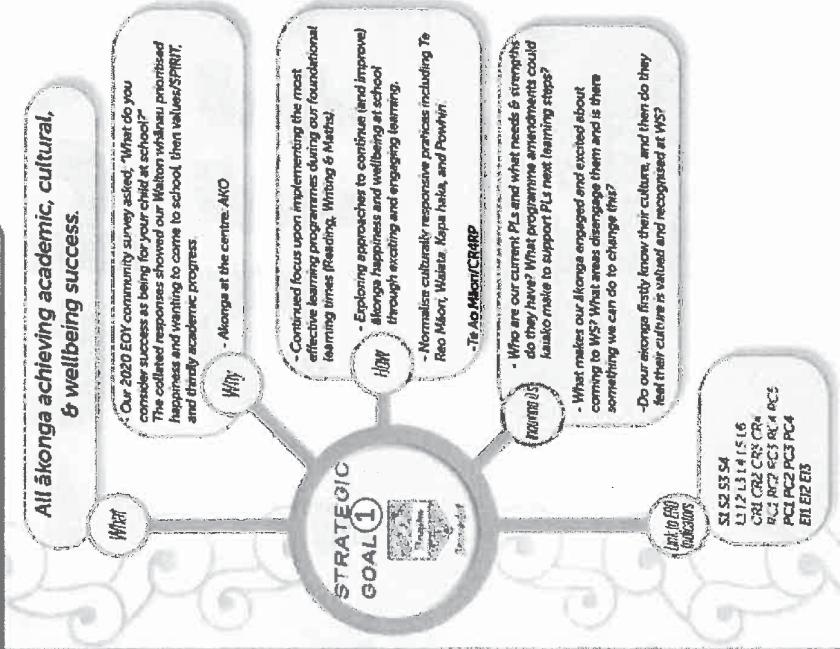 What
All ākonga achieving academic, cultural,
& wellbeing success.
Why
- Our 2020 EOY community survey asked; "What do you
consider success as being for your child at school?"
The collated responses showed our Walton whānau prioritised
happiness and wanting to come to school, then values/SPIRIT,
and thirdly academic progress.
- Akonga at the centre: AKO
HOW
- Continued focus upon implementing the most
effective learning programmes during our foundational
learning times (Reading, Writing & Maths).
- Exploring approaches to continue (and improve)
ākonga happiness and wellbeing at school
through exciting and engaging learning.
- Normalise culturally responsive pratices including Te
Reo Māori, Waiata, Kapa haka, and Powhiri.
-Te Ao Māori/CR&RP
STRATEGIC
GOAL 1
- Who are our current PLs and what needs & strengths
do they have? What programme amendments could
kaiako make to support PLs next learning steps?
- What makes our ākonga engaged and excited about
coming to WS? What areas disengage them and is there
something we can do to change this?
-Do our ākonga firstly know their culture, and then do they
feel their culture is valued and recognised at WS?
Link to ERO
Indicators
S1 S2 S3 S4
L1 L2 L3 L4 L5 L6
CR1 CR2 CR3 CR4
RC1 RC2 RC3 RC4 RC5
PC1 PC2 PC3 PC4
EI1 EI2 EI3